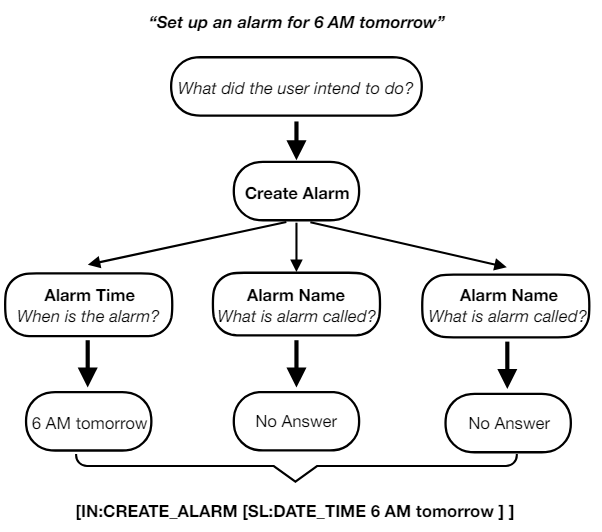 “Set up an alarm for 6 AM tomorrow”
What did the user intend to do?
Create Alarm
Alarm Time
When is the alarm?
Alarm Name
What is alarm called?
Alarm Name
What is alarm called?
6 AM tomorrow
No Answer
No Answer
[IN:CREATE_ALARM [SL:DATE_TIME 6 AM tomorrow ] ]